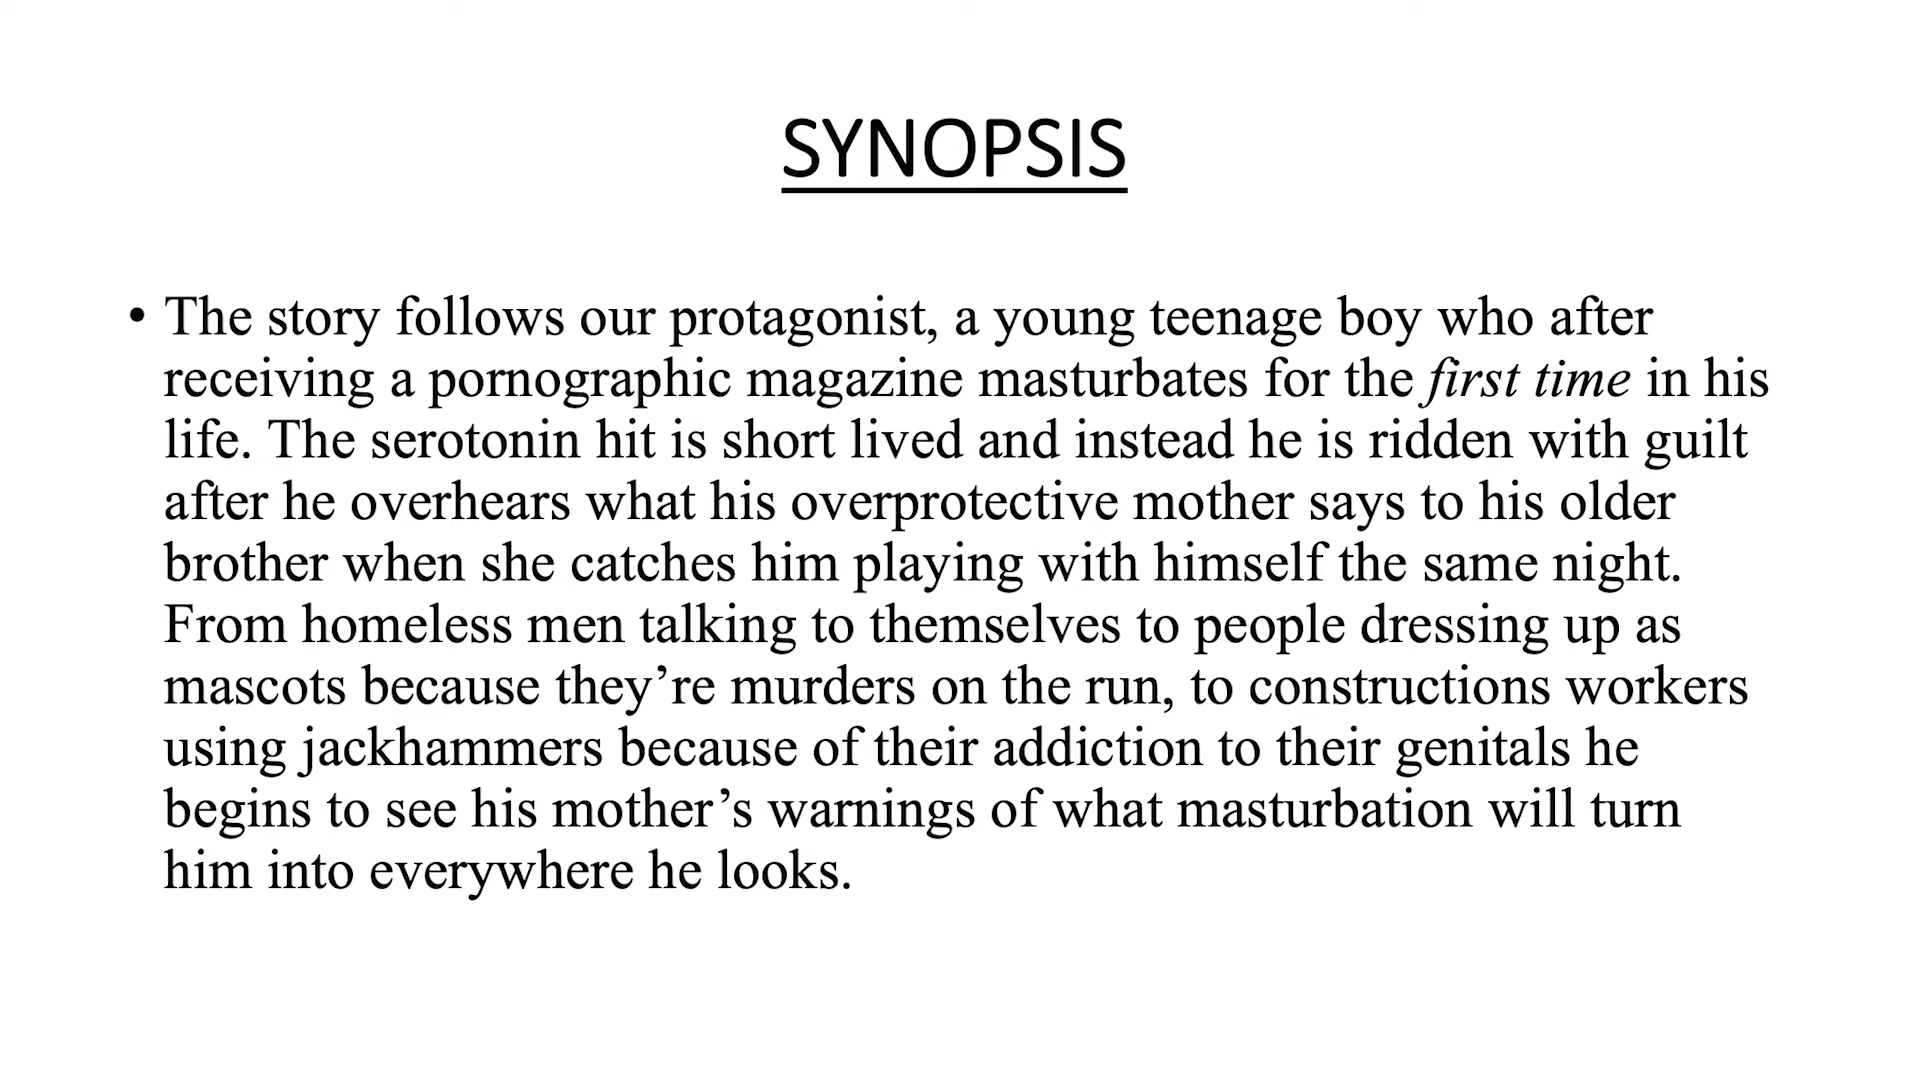 SYNOPSIS
• The story follows our protagonist, a young teenage boy who after
receiving a pornographic magazine masturbates for the first time in his
life. The serotonin hit is short lived and instead he is ridden with guilt
after he overhears what his overprotective mother says to his older
brother when she catches him playing with himself the same night.
From homeless men talking to themselves to people dressing up as
mascots because they’re murders on the run, to constructions workers
using jackhammers because of their addiction to their genitals he
begins to see his mother’s warnings of what masturbation will turn
him into everywhere he looks.